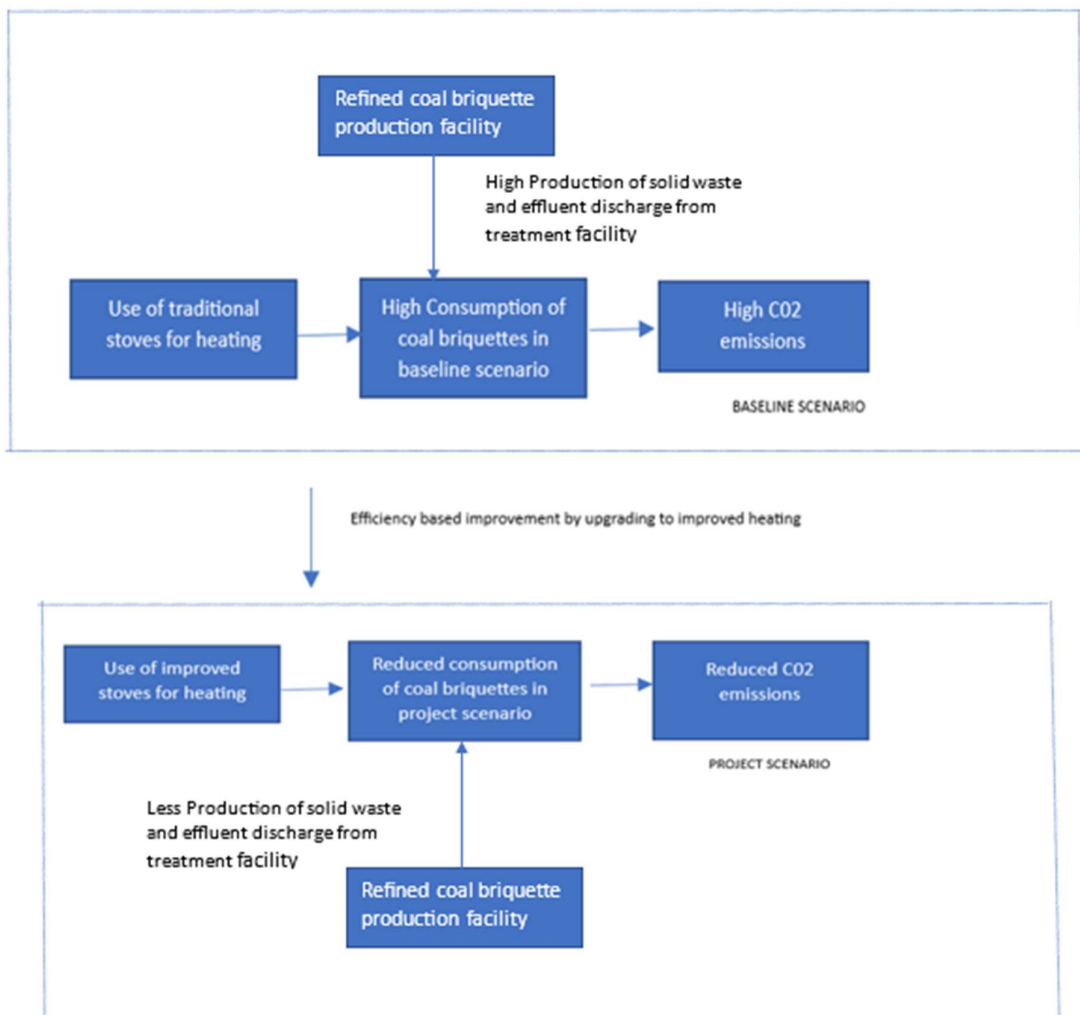 Refined coal briquette
production facility
High Production of solid waste
and effluent discharge from
treatment facility
Use of traditional
stoves for heating
High Consumption of
coal briquettes in
baseline scenario
High C02
emissions
BASELINE SCENARIO
Efficiency based improvement by upgrading to improved heating
Use of improved
stoves for heating
Reduced consumption
of coal briquettes in
project scenario
Reduced C02
emissions
PROJECT SCENARIO
Less Production of solid waste
and effluent discharge from
treatment facility
Refined coal briquette
production facility